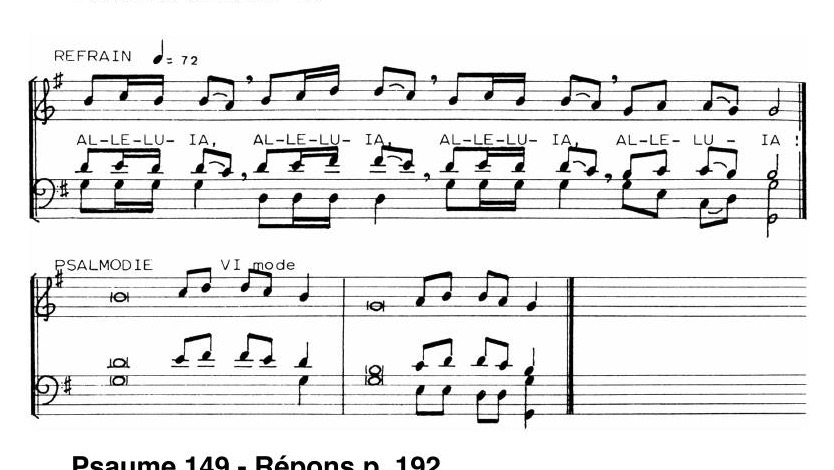 REFRAIN ♩= 72
AL-LE-LU- IA, AL-LE-LU- IA, AL-LE-LU- IA, AL-LE- LU - IA !
PSALMODIE VI mode
Psaume 149 - Répons p. 192